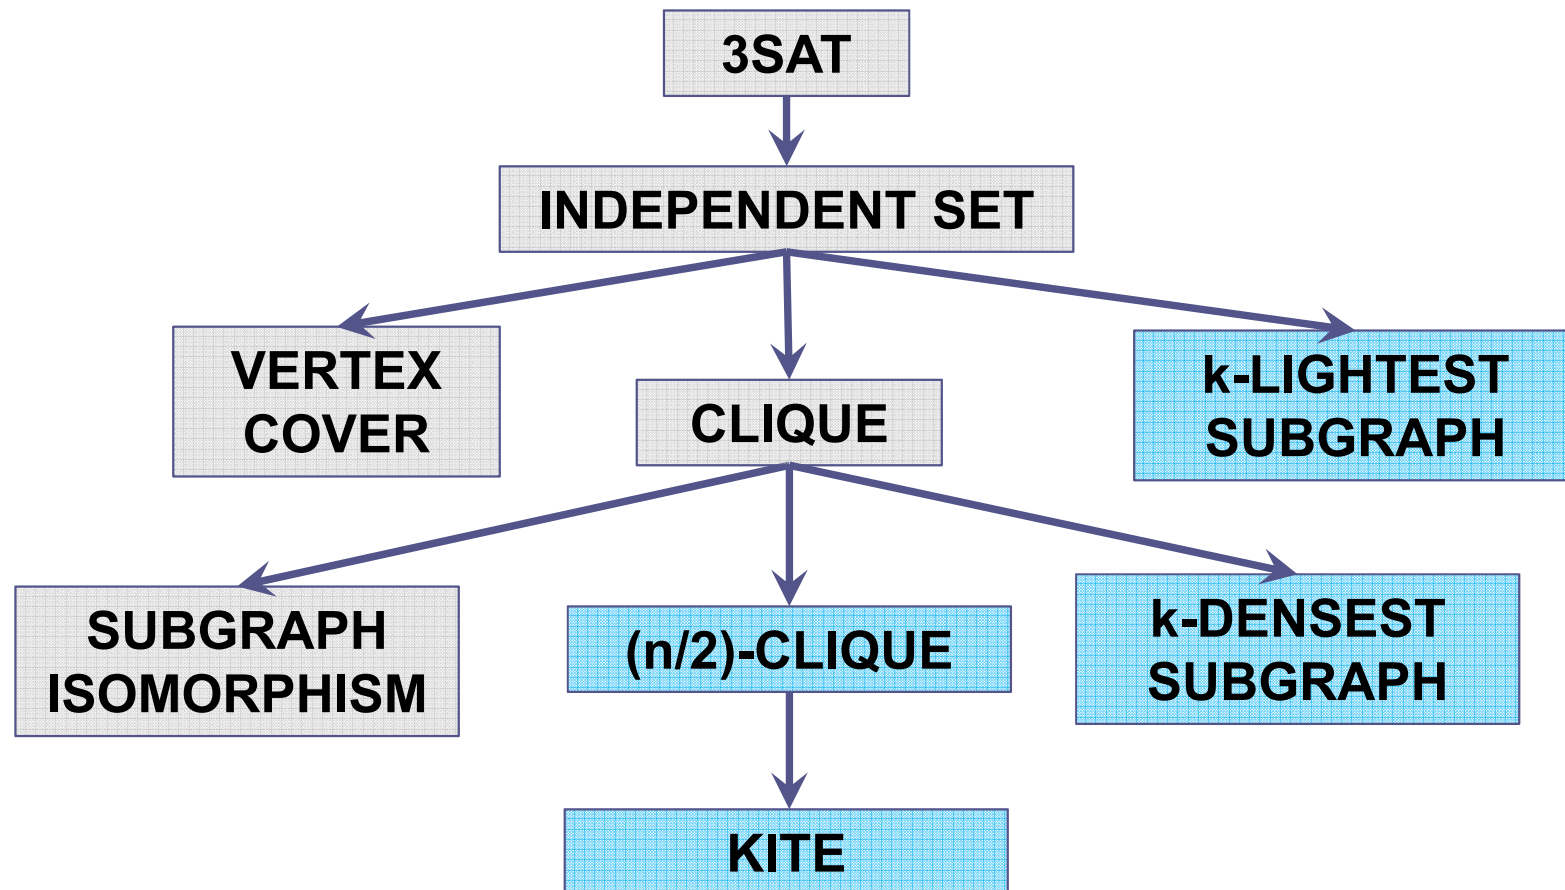 3SAT
INDEPENDENT SET
VERTEX
COVER
CLIQUE
k-LIGHTEST
SUBGRAPH
SUBGRAPH
ISOMORPHISM
(n/2)-CLIQUE
k-DENSEST
SUBGRAPH
KITE